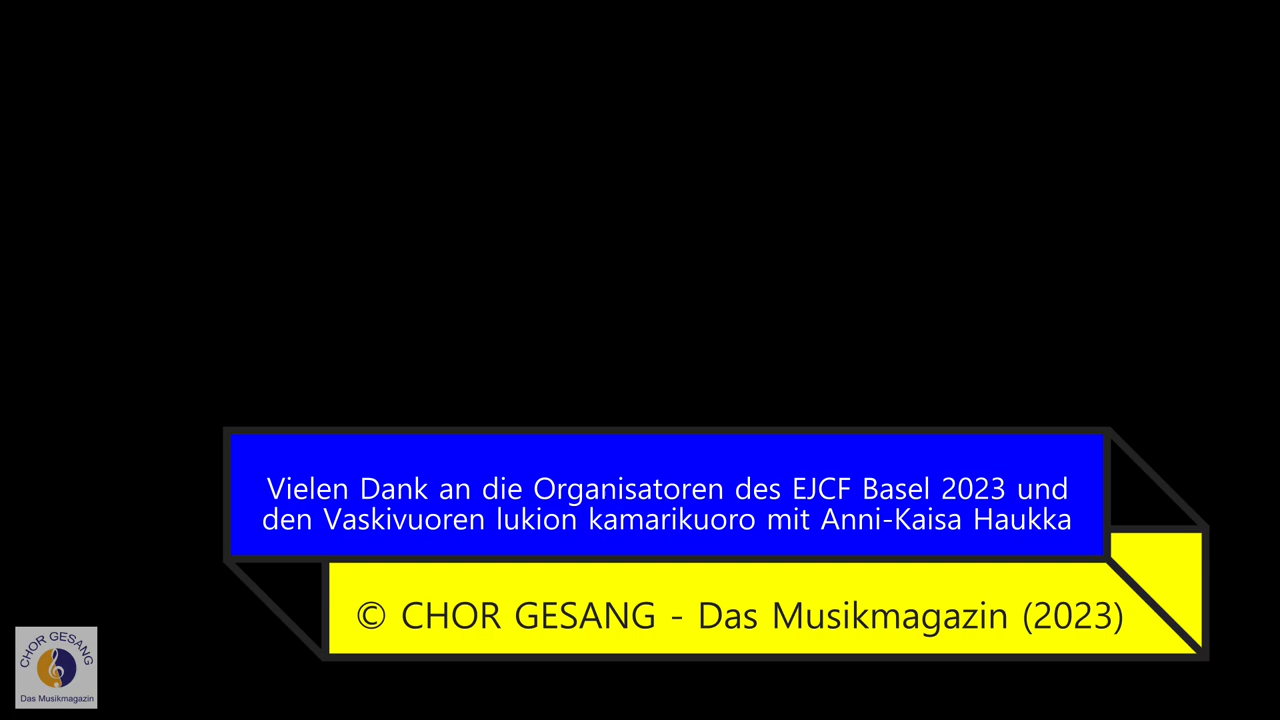 Vielen Dank an die Organisatoren des EJCF Basel 2023 und
den Vaskivuoren lukion kamarikuoro mit Anni-Kaisa Haukka
© CHOR GESANG - Das Musikmagazin (2023)
CHOR GESANG
Das Musikmagazin